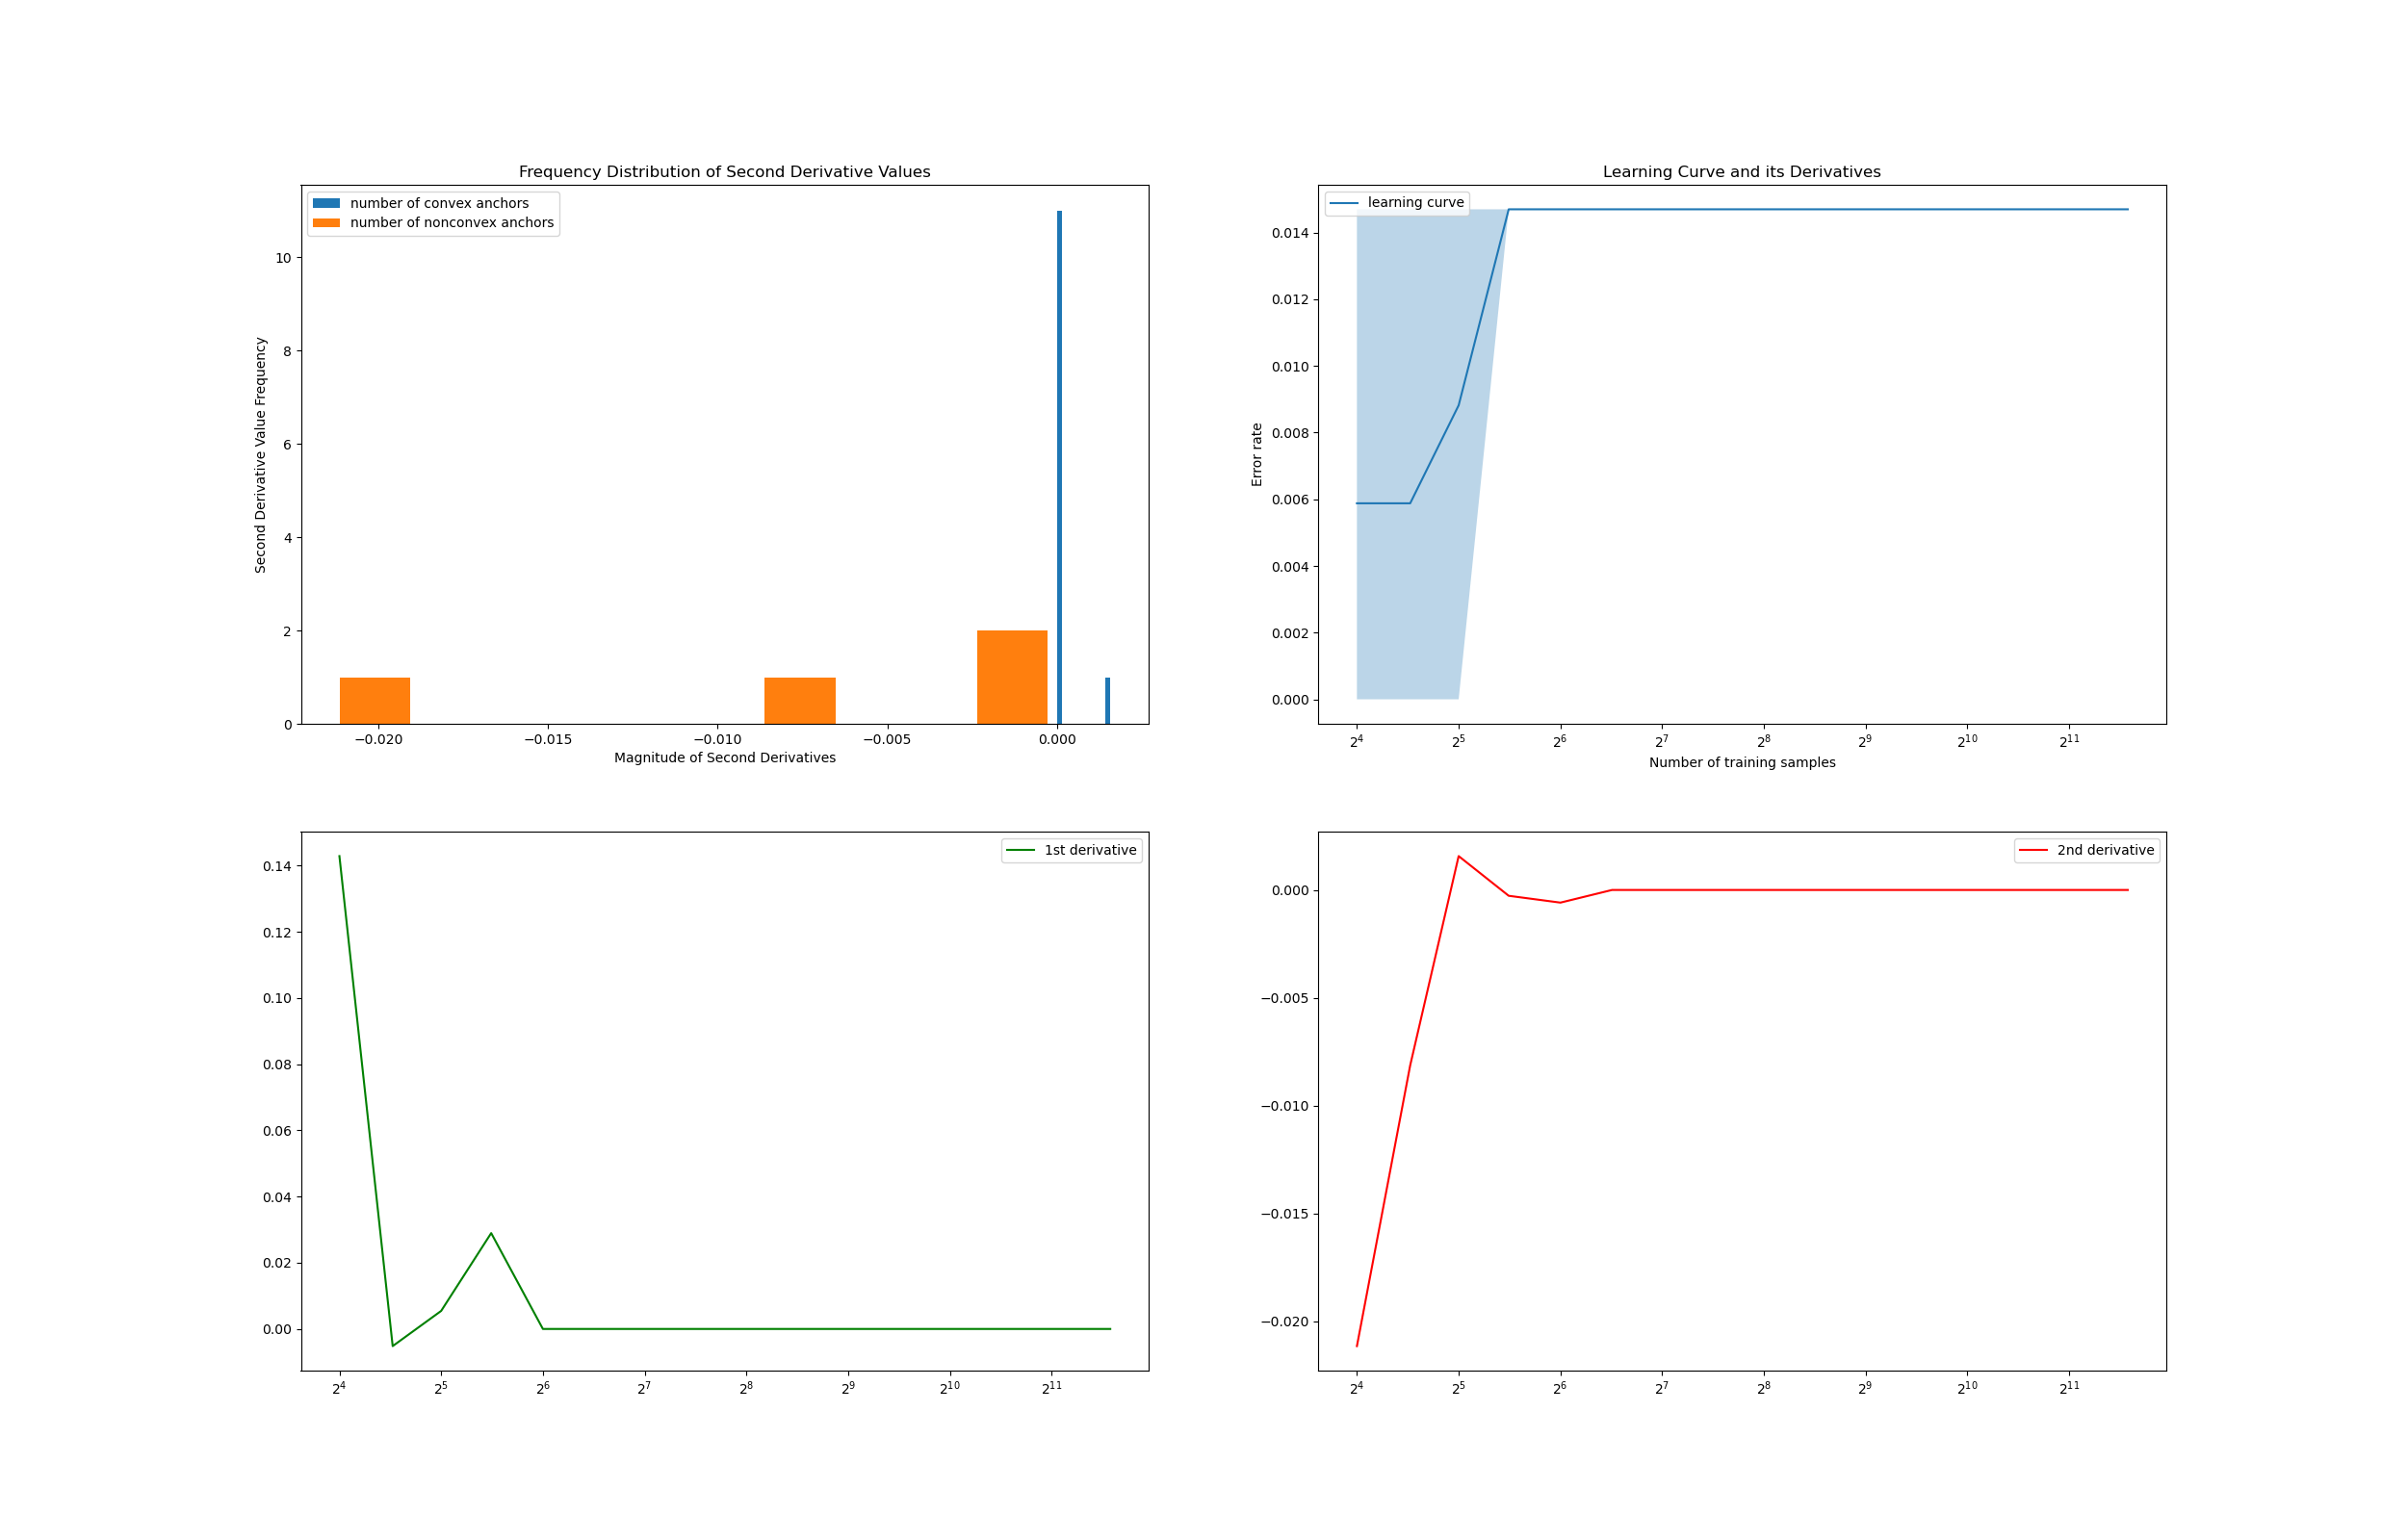 Frequency Distribution of Second Derivative Values
number of convex anchors
number of nonconvex anchors
10
8
6
4
2
0
Second Derivative Value Frequency
−0.020 −0.015 −0.010 −0.005 0.000
Magnitude of Second Derivatives
Learning Curve and its Derivatives
learning curve
0.014
0.012
0.010
0.008
0.006
0.004
0.002
0.000
Error rate
2⁴ 2⁵ 2⁶ 2⁷ 2⁸ 2⁹ 2¹⁰ 2¹¹
Number of training samples
1st derivative
0.14
0.12
0.10
0.08
0.06
0.04
0.02
0.00
2⁴ 2⁵ 2⁶ 2⁷ 2⁸ 2⁹ 2¹⁰ 2¹¹
2nd derivative
0.000
−0.005
−0.010
−0.015
−0.020
2⁴ 2⁵ 2⁶ 2⁷ 2⁸ 2⁹ 2¹⁰ 2¹¹